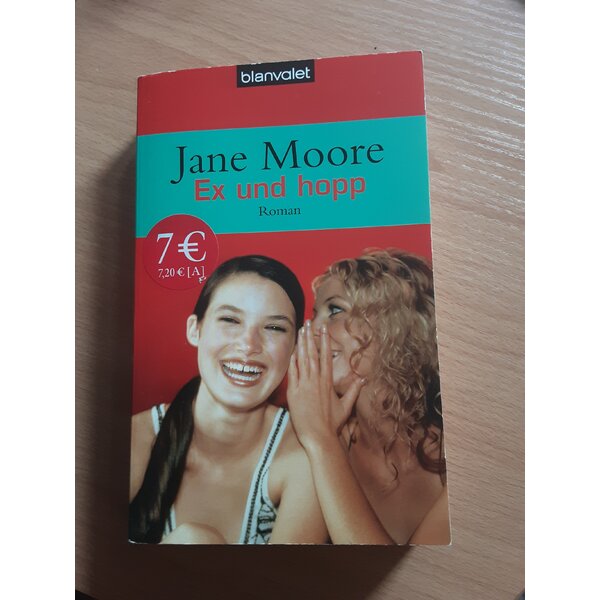 blanvalet
Jane Moore
Ex und hopp
Roman
7 €
7,20 € [A]